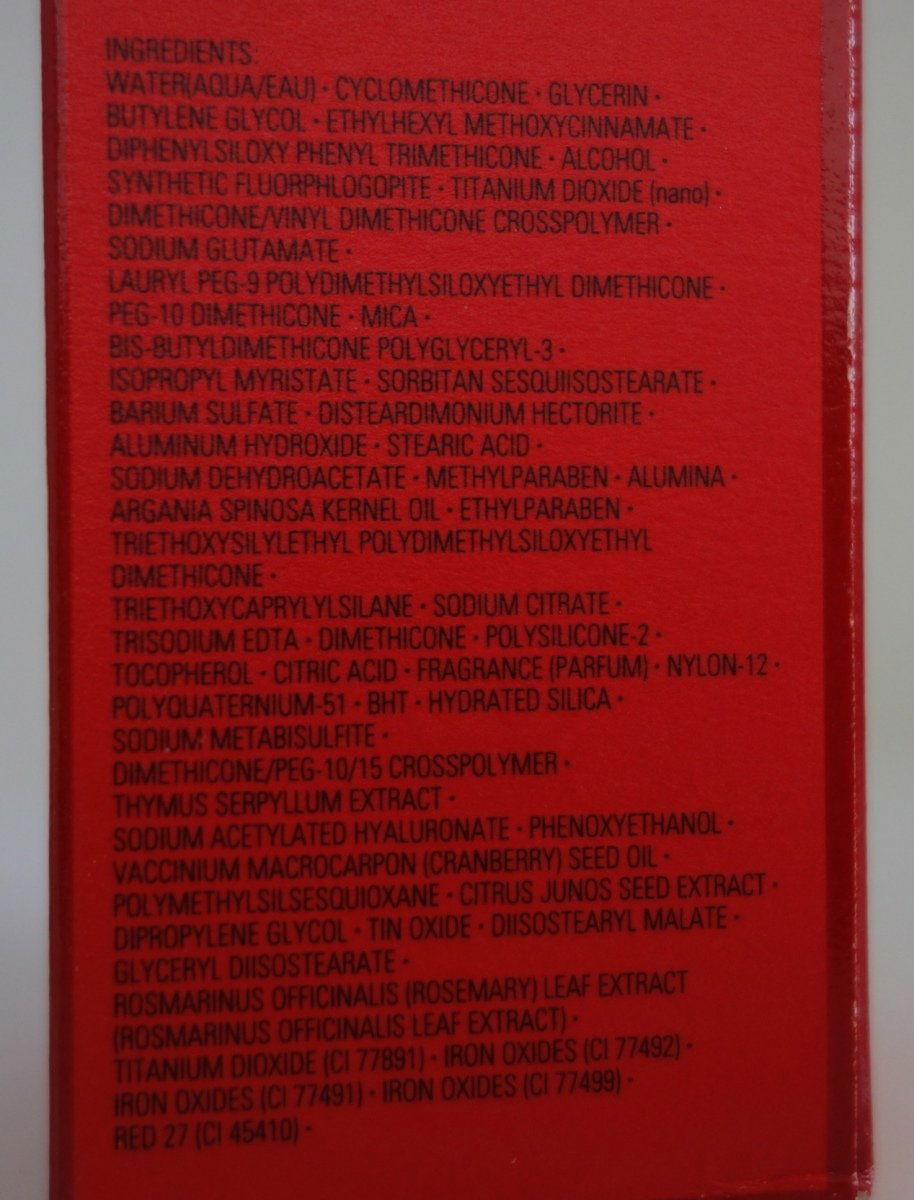 INGREDIENTS:
WATER(AQUA/EAU) · CYCLOMETHICONE · GLYCERIN ·
BUTYLENE GLYCOL · ETHYLHEXYL METHOXYCINNAMATE ·
DIPHENYLSILOXY PHENYL TRIMETHICONE · ALCOHOL ·
SYNTHETIC FLUORPHLOGOPITE · TITANIUM DIOXIDE (nano) ·
DIMETHICONE/VINYL DIMETHICONE CROSSPOLYMER ·
SODIUM GLUTAMATE ·
LAURYL PEG-9 POLYDIMETHYLSILOXYETHYL DIMETHICONE ·
PEG-10 DIMETHICONE · MICA ·
BIS-BUTYLDIMETHICONE POLYGLYCERYL-3 ·
ISOPROPYL MYRISTATE · SORBITAN SESQUIISOSTEARATE ·
BARIUM SULFATE · DISTEARDIMONIUM HECTORITE ·
ALUMINUM HYDROXIDE · STEARIC ACID ·
SODIUM DEHYDROACETATE · METHYLPARABEN · ALUMINA ·
ARGANIA SPINOSA KERNEL OIL · ETHYLPARABEN ·
TRIETHOXYSILYLETHYL POLYDIMETHYLSILOXYETHYL
DIMETHICONE ·
TRIETHOXYCAPRYLYLSILANE · SODIUM CITRATE ·
TRISODIUM EDTA · DIMETHICONE · POLYSILICONE-2 ·
TOCOPHEROL · CITRIC ACID · FRAGRANCE (PARFUM) · NYLON-12 ·
POLYQUATERNIUM-51 · BHT · HYDRATED SILICA ·
SODIUM METABISULFITE ·
DIMETHICONE/PEG-10/15 CROSSPOLYMER ·
THYMUS SERPYLLUM EXTRACT ·
SODIUM ACETYLATED HYALURONATE · PHENOXYETHANOL ·
VACCINIUM MACROCARPON (CRANBERRY) SEED OIL ·
POLYMETHYLSILSESQUIOXANE · CITRUS JUNOS SEED EXTRACT ·
DIPROPYLENE GLYCOL · TIN OXIDE · DIISOSTEARYL MALATE ·
GLYCERYL DIISOSTEARATE ·
ROSMARINUS OFFICINALIS (ROSEMARY) LEAF EXTRACT
(ROSMARINUS OFFICINALIS LEAF EXTRACT) ·
TITANIUM DIOXIDE (CI 77891) · IRON OXIDES (CI 77492) ·
IRON OXIDES (CI 77491) · IRON OXIDES (CI 77499) ·
RED 27 (CI 45410) ·